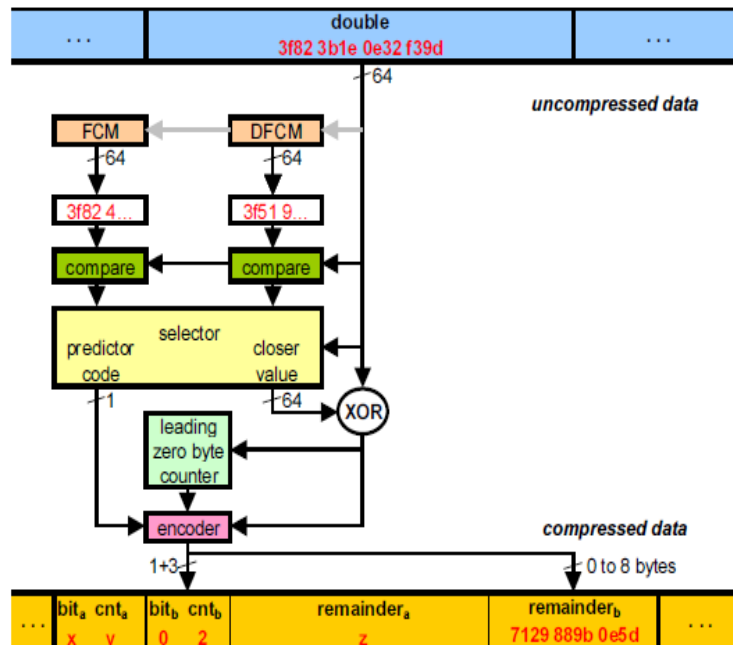 double
... 3f82 3b1e 0e32 f39d ...
64
uncompressed data
FCM DFCM
64 64
3f82 4... 3f51 9...
compare compare
selector
predictor closer
code value
1 64 XOR
leading
zero byte
counter
encoder
compressed data
1+3 0 to 8 bytes
bita cnta bitb cntb remaindera remainderb
... x y 0 2 z 7129 889b 0e5d ...